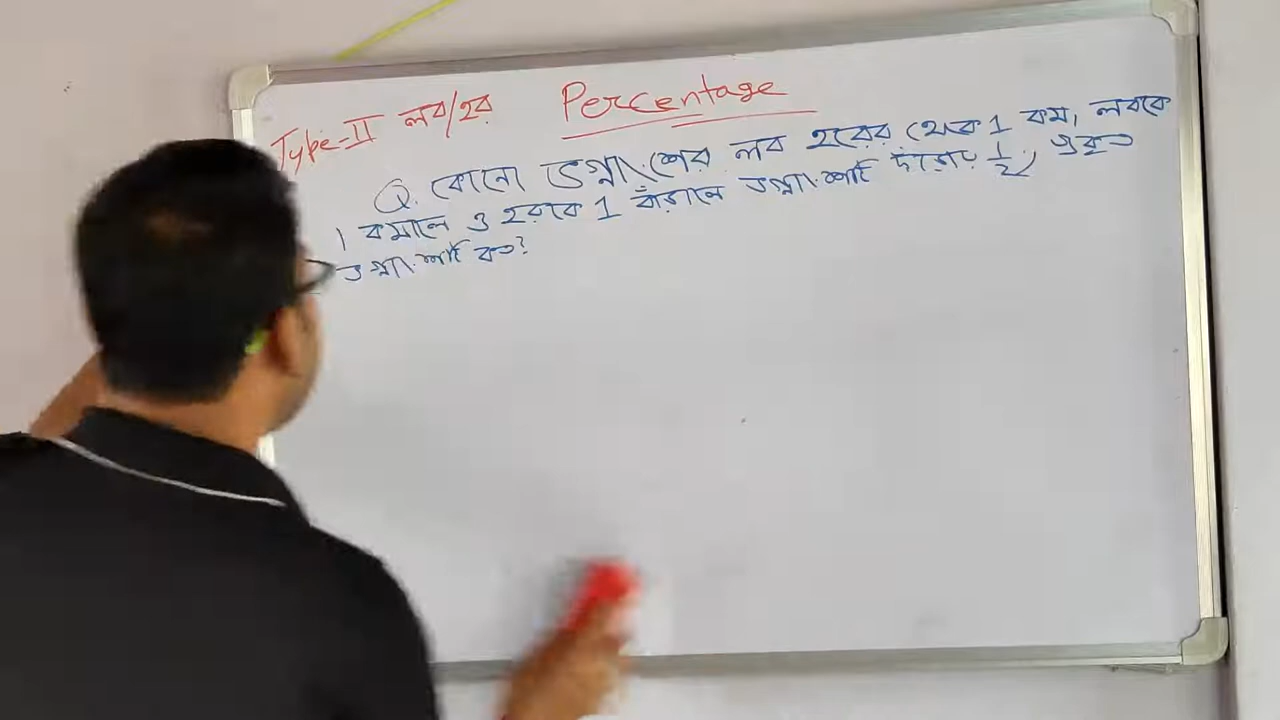 Type-II লব/হর Percentage
Q. কোনো ভগ্নাংশের লব হরের থেকে 1 কম, লবকে
1 কমালে ও হরকে 1 বাঁড়ালে ভগ্নাংশটি দাঁড়ায় 1/2, প্রকৃত
ভগ্নাংশটি কত?